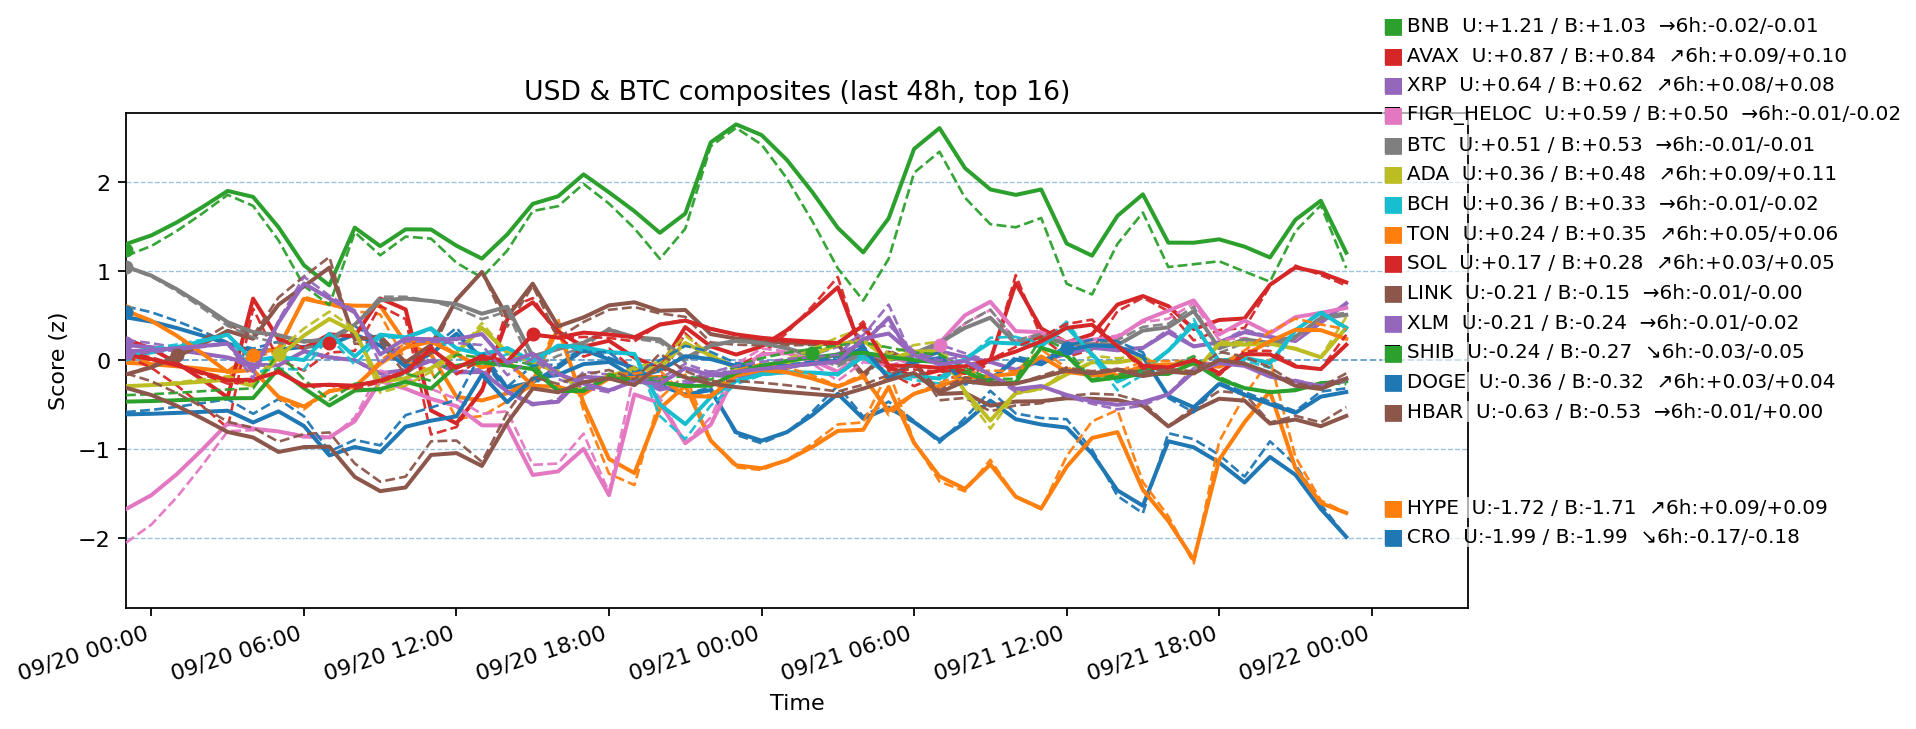 BNB  U:+1.21 / B:+1.03  →6h:-0.02/-0.01
AVAX  U:+0.87 / B:+0.84  ↗6h:+0.09/+0.10
XRP  U:+0.64 / B:+0.62  ↗6h:+0.08/+0.08
FIGR_HELOC  U:+0.59 / B:+0.50  →6h:-0.01/-0.02
BTC  U:+0.51 / B:+0.53  →6h:-0.01/-0.01
ADA  U:+0.36 / B:+0.48  ↗6h:+0.09/+0.11
BCH  U:+0.36 / B:+0.33  →6h:-0.01/-0.02
TON  U:+0.24 / B:+0.35  ↗6h:+0.05/+0.06
SOL  U:+0.17 / B:+0.28  ↗6h:+0.03/+0.05
LINK  U:-0.21 / B:-0.15  →6h:-0.01/-0.00
XLM  U:-0.21 / B:-0.24  →6h:-0.01/-0.02
SHIB  U:-0.24 / B:-0.27  ↘6h:-0.03/-0.05
DOGE  U:-0.36 / B:-0.32  ↗6h:+0.03/+0.04
HBAR  U:-0.63 / B:-0.53  →6h:-0.01/+0.00
HYPE  U:-1.72 / B:-1.71  ↗6h:+0.09/+0.09
CRO  U:-1.99 / B:-1.99  ↘6h:-0.17/-0.18
USD & BTC composites (last 48h, top 16)
Score (z)
2
1
0
−1
−2
09/20 00:00
09/20 06:00
09/20 12:00
09/20 18:00
09/21 00:00
09/21 06:00
09/21 12:00
09/21 18:00
09/22 00:00
Time